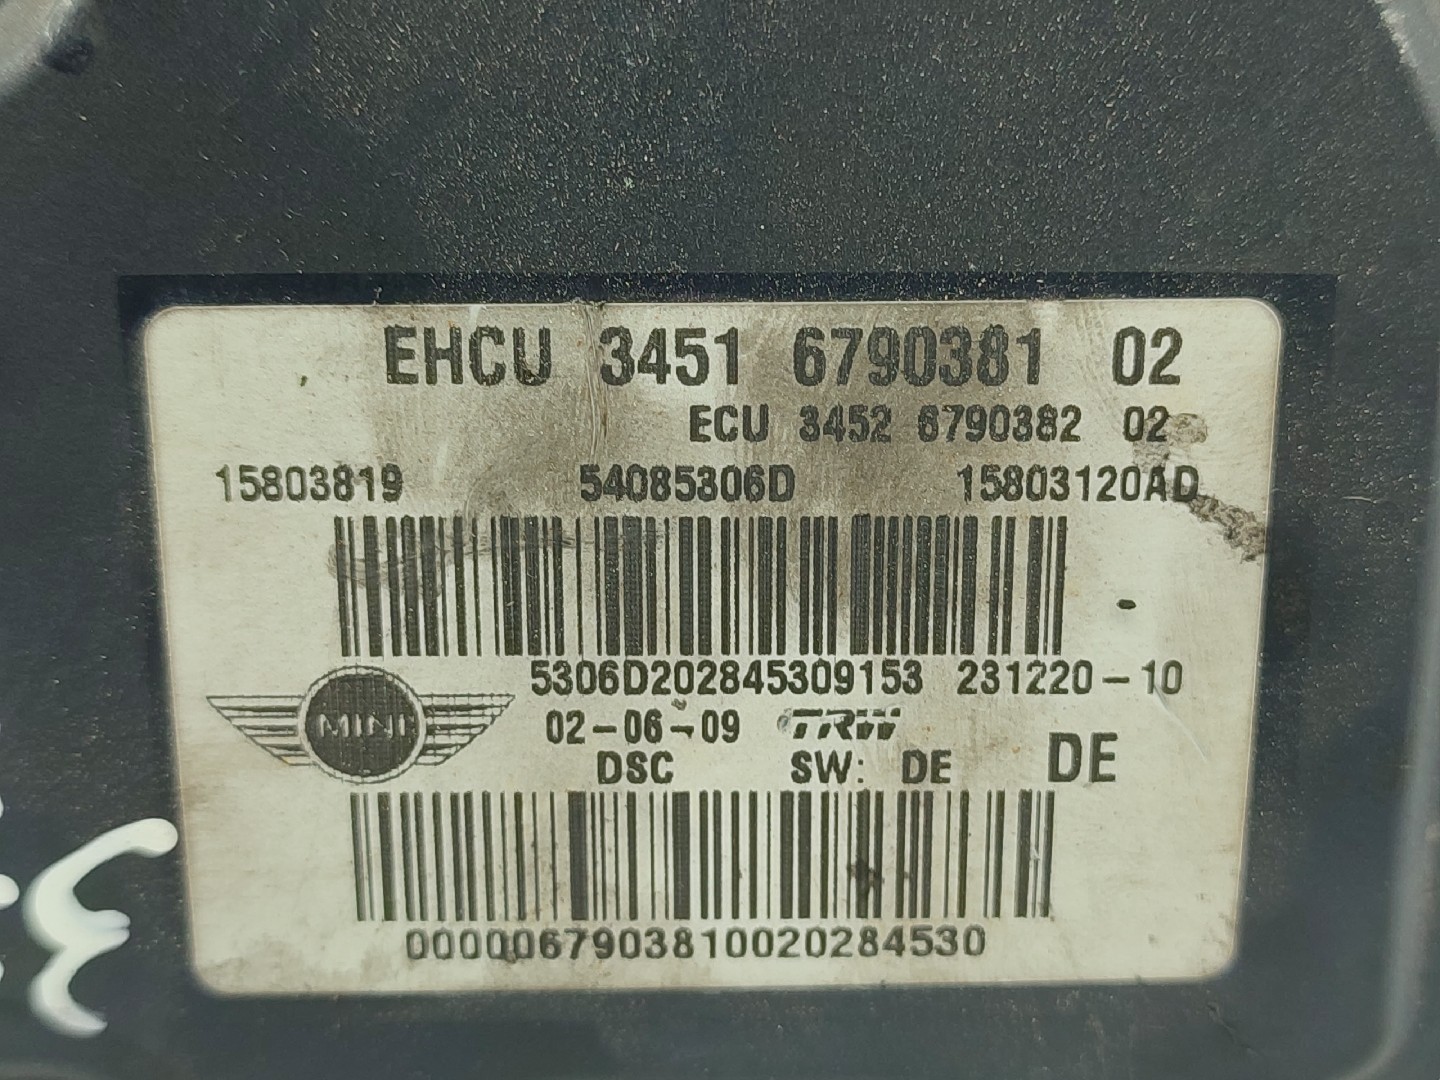 EHCU 3451 6790381 02
ECU 3452 6790382 02
15803819 54085306D 15803120AD
5306D202845309153 231220-10
MINI 02-06-09 TRW
DSC SW: DE DE
0000067903810020284530